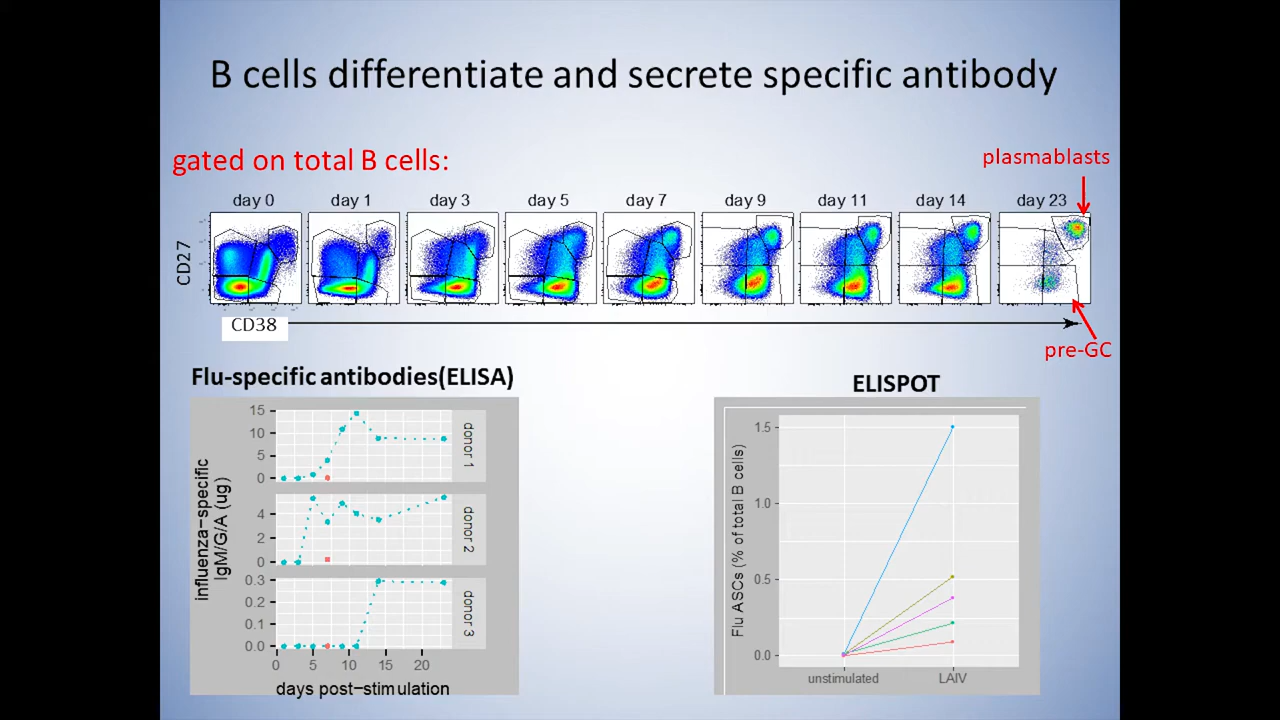 B cells differentiate and secrete specific antibody
gated on total B cells:
plasmablasts
day 0 day 1 day 3 day 5 day 7 day 9 day 11 day 14 day 23
CD27
CD38
pre-GC
Flu-specific antibodies(ELISA)
influenza−specific
IgM/G/A (ug)
15
10
5
0
donor 1
4
2
0
donor 2
0.3
0.2
0.1
0.0
donor 3
0 5 10 15 20
days post−stimulation
ELISPOT
Flu ASCs (% of total B cells)
1.5
1.0
0.5
0.0
unstimulated LAIV